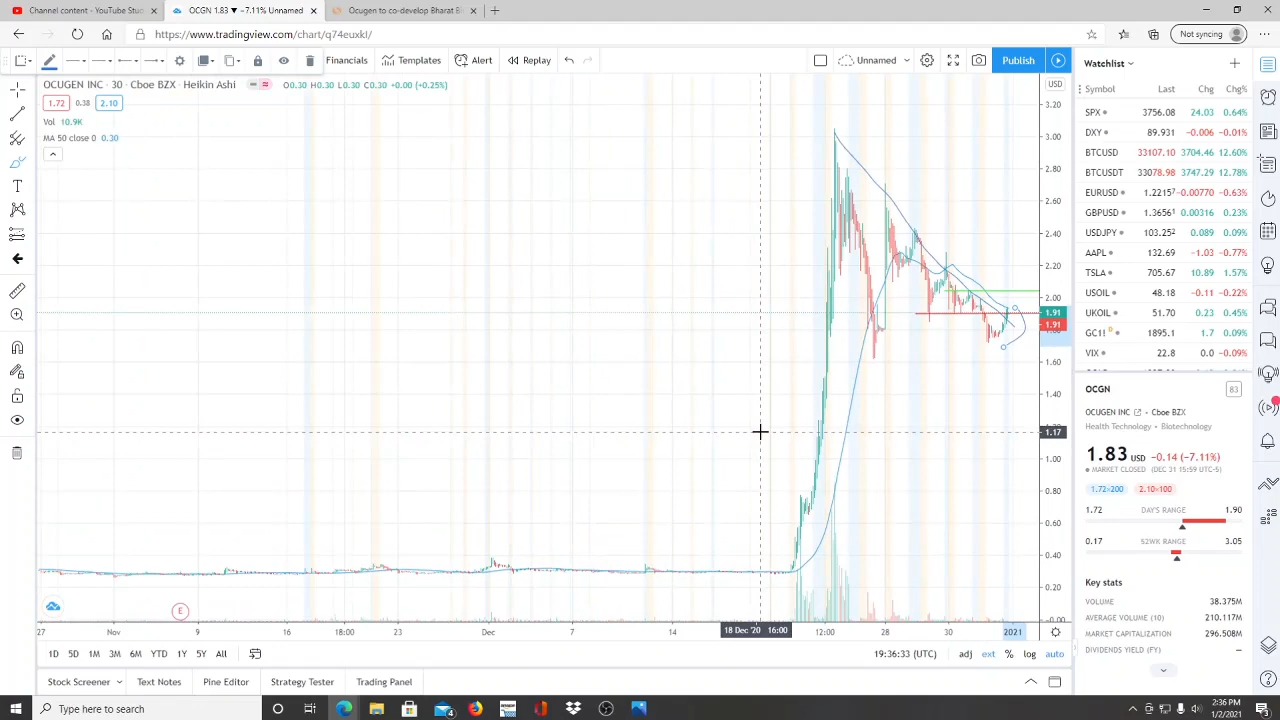 Channel content - YouTube Studio
OCGN 1.83 ▼ −7.11% Unnamed
Ocugen to co-develop Bharat Bio
https://www.tradingview.com/chart/q74euxkl/
Not syncing
Financials
Templates
Alert
Replay
Unnamed
Publish
OCUGEN INC · 30 · Cboe BZX · Heikin Ashi
O0.30 H0.30 L0.30 C0.30 +0.00 (+0.25%)
1.72 0.38 2.10
Vol 10.9K
MA 50 close 0 0.30
USD
3.20
3.00
2.80
2.60
2.40
2.20
2.00
1.91
1.91
1.60
1.40
1.17
1.00
0.80
0.60
0.40
0.20
−0.00
E
Nov
9
16
18:00
23
Dec
7
14
18 Dec '20 16:00
12:00
28
30
2021
1D 5D 1M 3M 6M YTD 1Y 5Y All
19:36:33 (UTC)
adj ext % log auto
Stock Screener
Text Notes
Pine Editor
Strategy Tester
Trading Panel
Watchlist
Symbol Last Chg Chg%
SPX 3756.08 24.03 0.64%
DXY 89.931 −0.006 −0.01%
BTCUSD 33107.10 3704.46 12.60%
BTCUSDT 33078.98 3747.29 12.78%
EURUSD 1.22157 −0.00770 −0.63%
GBPUSD 1.36561 0.00316 0.23%
USDJPY 103.252 0.089 0.09%
AAPL 132.69 −1.03 −0.77%
TSLA 705.67 10.89 1.57%
USOIL 48.18 −0.11 −0.22%
UKOIL 51.70 0.23 0.45%
GC1! D 1895.1 1.7 0.09%
VIX 22.8 0.0 −0.09%
OCGN
83
OCUGEN INC Cboe BZX
Health Technology • Biotechnology
1.83 USD −0.14 (−7.11%)
MARKET CLOSED (DEC 31 15:59 UTC-5)
1.72×200 2.10×100
1.72 DAY'S RANGE 1.90
0.17 52WK RANGE 3.05
Key stats
VOLUME 38.375M
AVERAGE VOLUME (10) 210.117M
MARKET CAPITALIZATION 296.508M
DIVIDENDS YIELD (FY) —
Type here to search
2:36 PM
1/2/2021